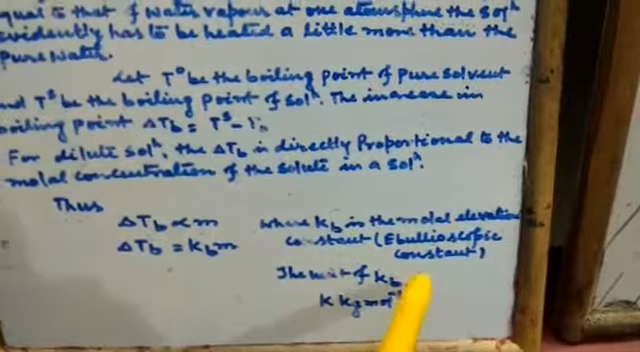 equal to that of water vapour at one atomsphere the solⁿ
evidently has to be heated a little more than the
pure water.
Let T° be the boiling point of pure solvent
and Tˢ be the boiling point of solⁿ. The increase in
boiling point ΔTb = Tˢ - T°
For dilute solⁿ, the ΔTb is directly Proportional to the
molal concentration of the solute in a solⁿ.
Thus
ΔTb ∝ m where Kb is the molal elevation
ΔTb = Kb m constant (Ebullioscopic
constant)
The unit of Kb
K Kg mol⁻¹